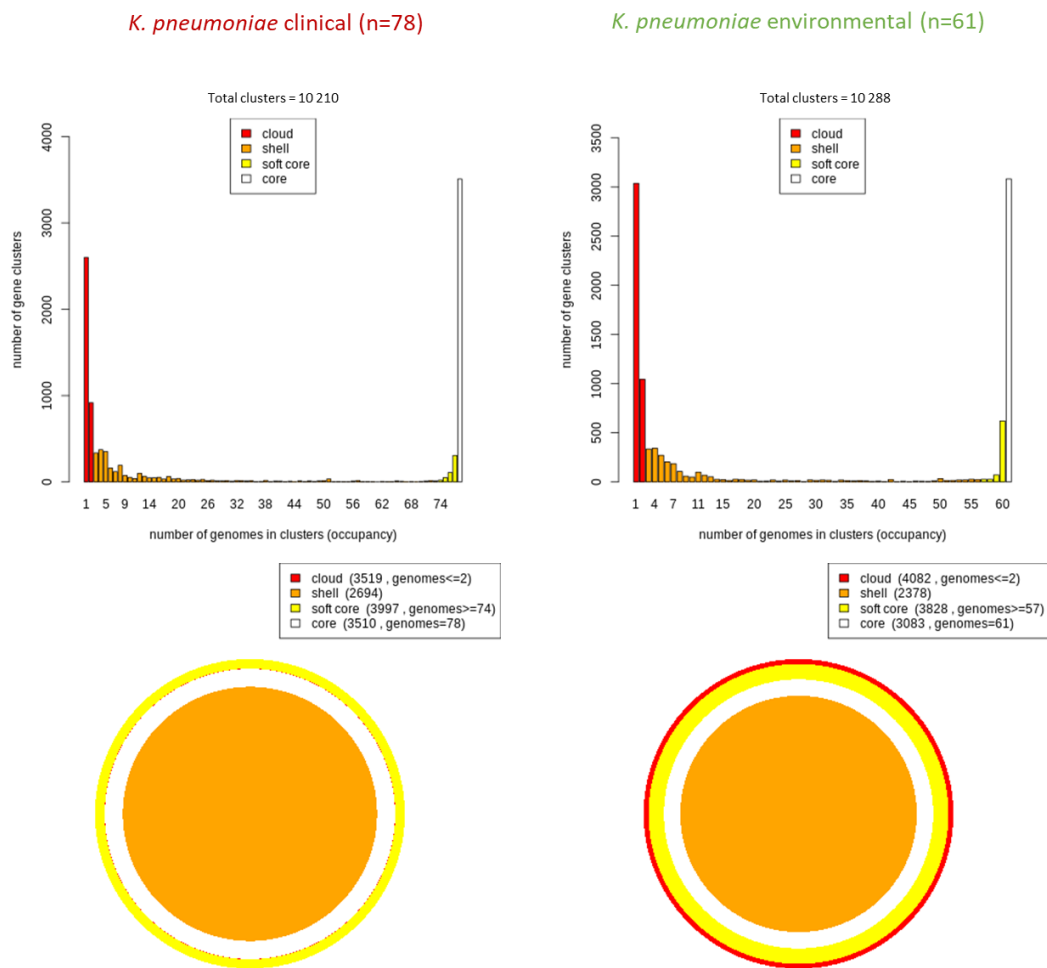 K. pneumoniae clinical (n=78)
K. pneumoniae environmental (n=61)
Total clusters = 10 210
cloud
shell
soft core
core
number of gene clusters
0
1000
2000
3000
4000
1 5 9 14 20 26 32 38 44 50 56 62 68 74
number of genomes in clusters (occupancy)
cloud (3519 , genomes<=2)
shell (2694)
soft core (3997 , genomes>=74)
core (3510 , genomes=78)
Total clusters = 10 288
cloud
shell
soft core
core
number of gene clusters
0
500
1000
1500
2000
2500
3000
3500
1 4 7 11 15 20 25 30 35 40 45 50 55 60
number of genomes in clusters (occupancy)
cloud (4082 , genomes<=2)
shell (2378)
soft core (3828 , genomes>=57)
core (3083 , genomes=61)